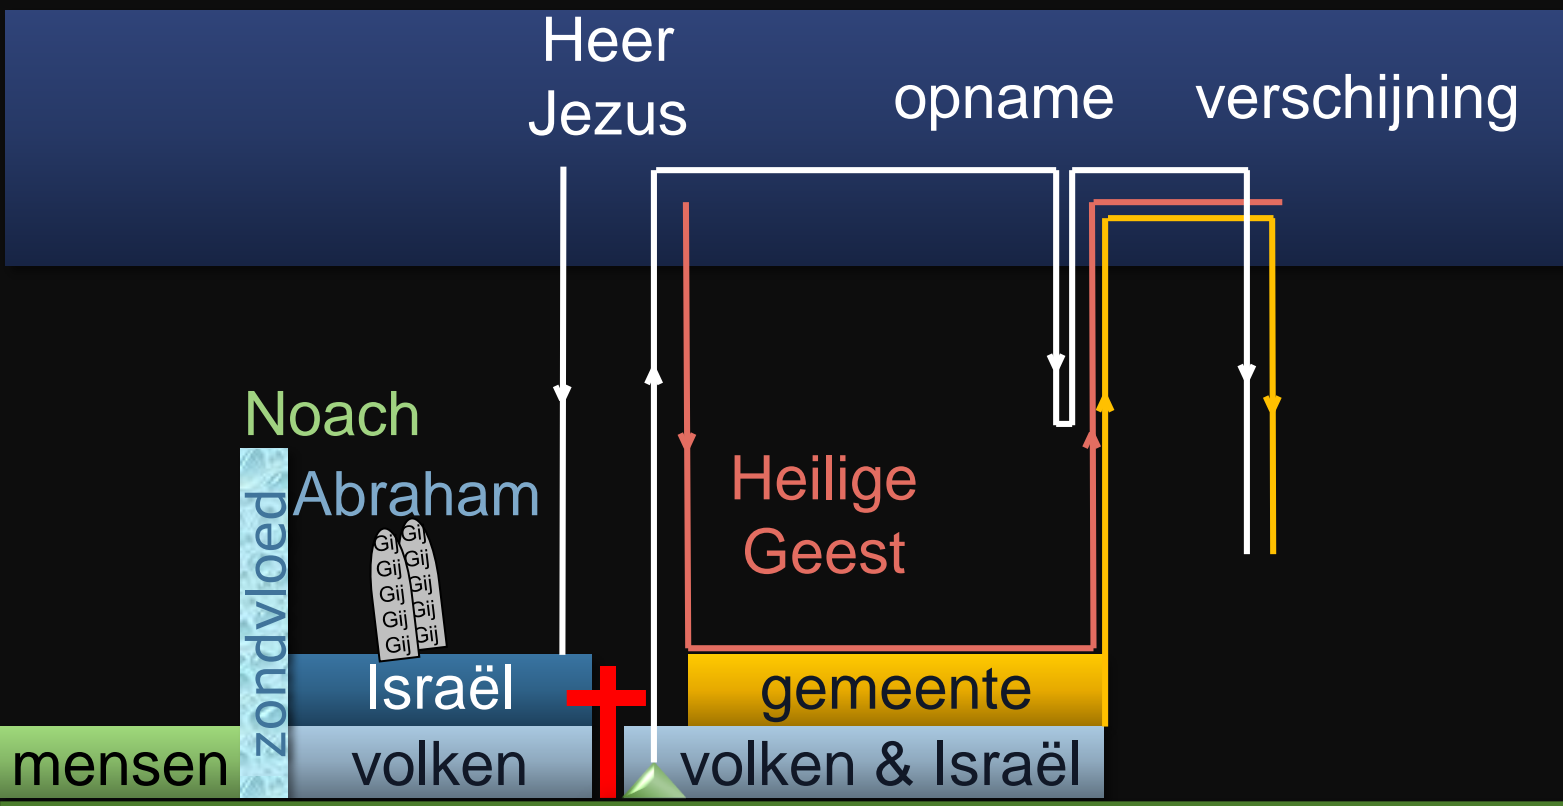 Heer
Jezus
opname
verschijning
Noach
Abraham
zondvloed
Gij
Gij
Gij
Gij
Gij
Gij
Gij
Gij
Gij
Gij
Heilige
Geest
Israël
gemeente
mensen
volken
volken & Israël